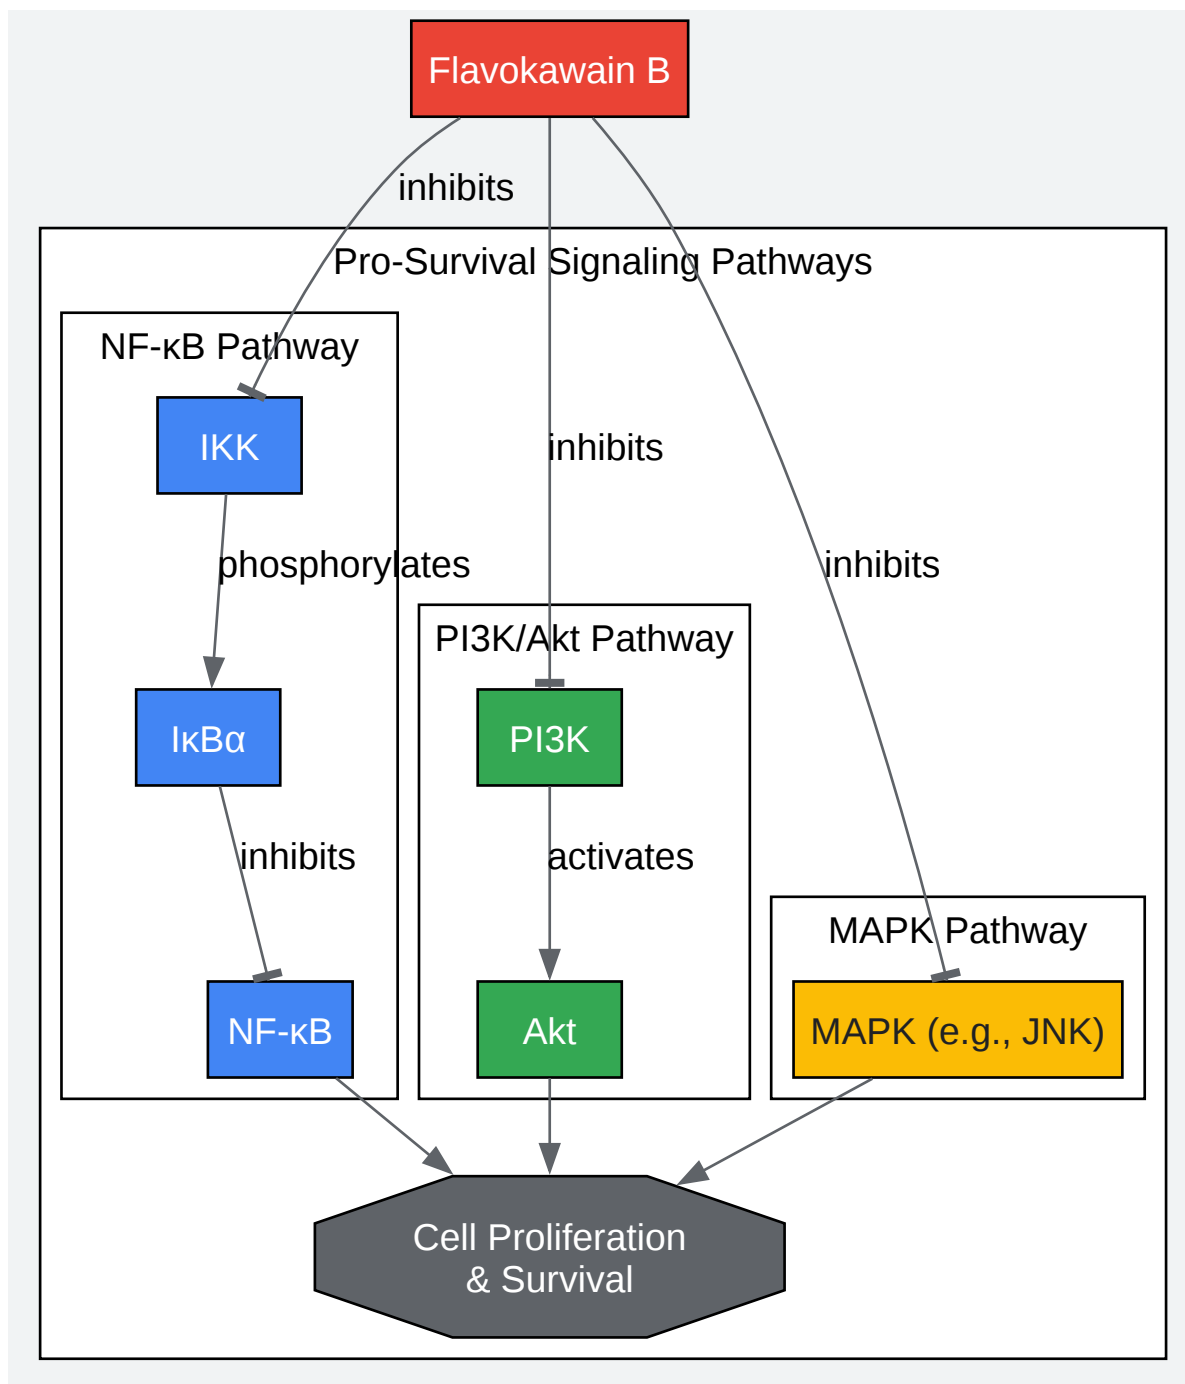 Flavokawain B
inhibits
Pro-Survival Signaling Pathways
NF-κB Pathway
IKK
inhibits
phosphorylates
inhibits
PI3K/Akt Pathway
IκBα
PI3K
inhibits
activates
MAPK Pathway
NF-κB
Akt
MAPK (e.g., JNK)
Cell Proliferation
& Survival